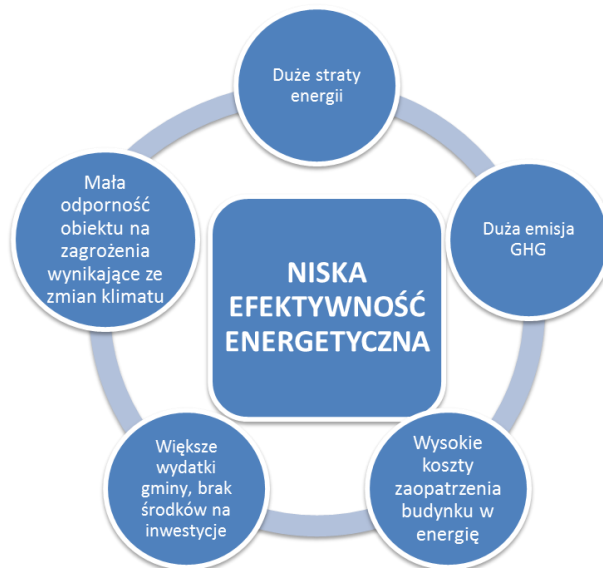 Duże straty
energii
Duża emisja
GHG
Wysokie
koszty
zaopatrzenia
budynku w
energię
Większe
wydatki
gminy, brak
środków na
inwestycje
Mała
odporność
obiektu na
zagrożenia
wynikające ze
zmian klimatu
NISKA
EFEKTYWNOŚĆ
ENERGETYCZNA